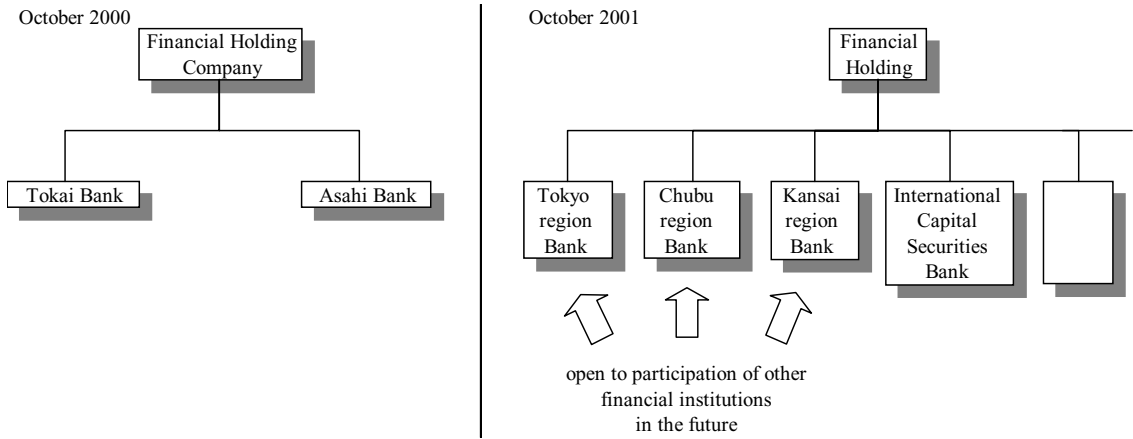 October 2000
Financial Holding
Company
Tokai Bank
Asahi Bank
October 2001
Financial
Holding
Tokyo
region
Bank
Chubu
region
Bank
Kansai
region
Bank
International
Capital
Securities
Bank
open to participation of other
financial institutions
in the future